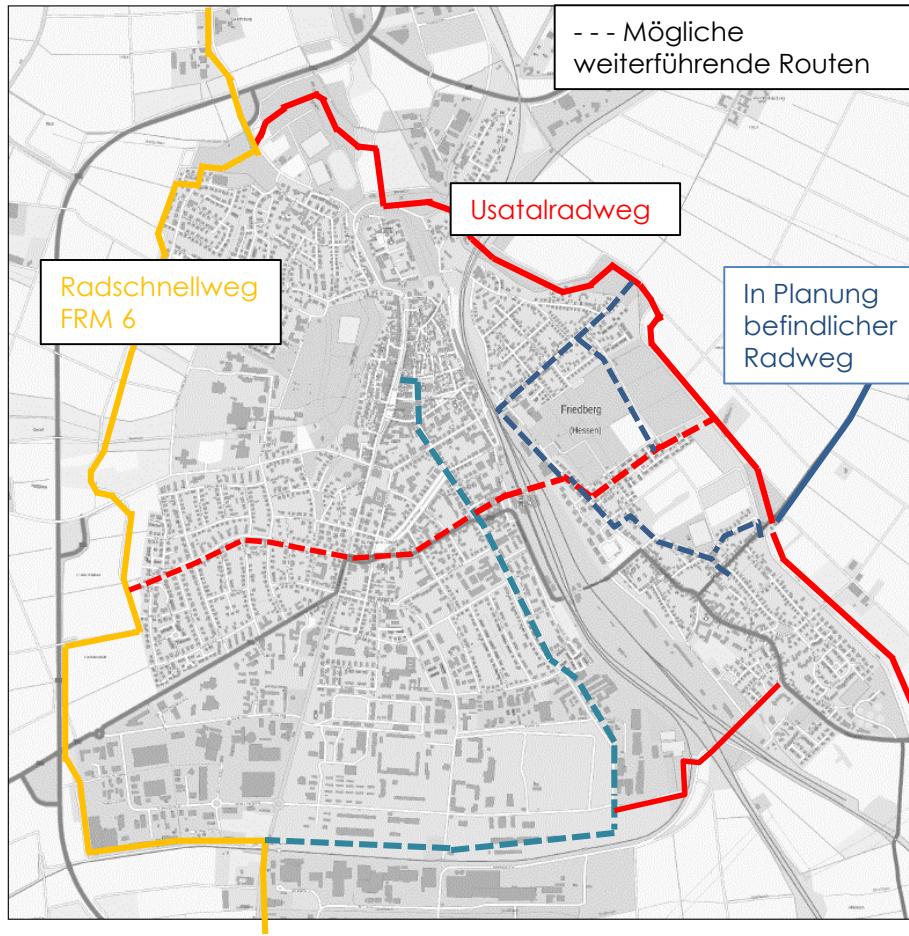 - - - Mögliche
weiterführende Routen
Usatalradweg
Radschnellweg
FRM 6
In Planung
befindlicher
Radweg
Friedberg
(Hessen)